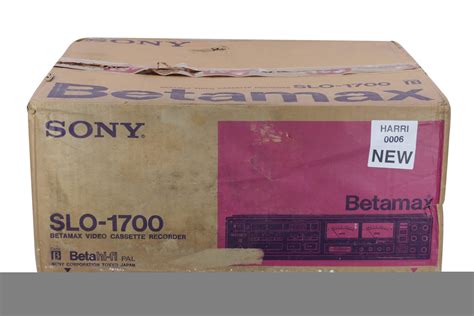 SONY
SLO-1700
Betamax
SONY
HARRI
0006
NEW
Betamax
SLO-1700
BETAMAX VIDEO CASSETTE RECORDER
Beta hi-fi PAL
SONY CORPORATION TOKYO JAPAN